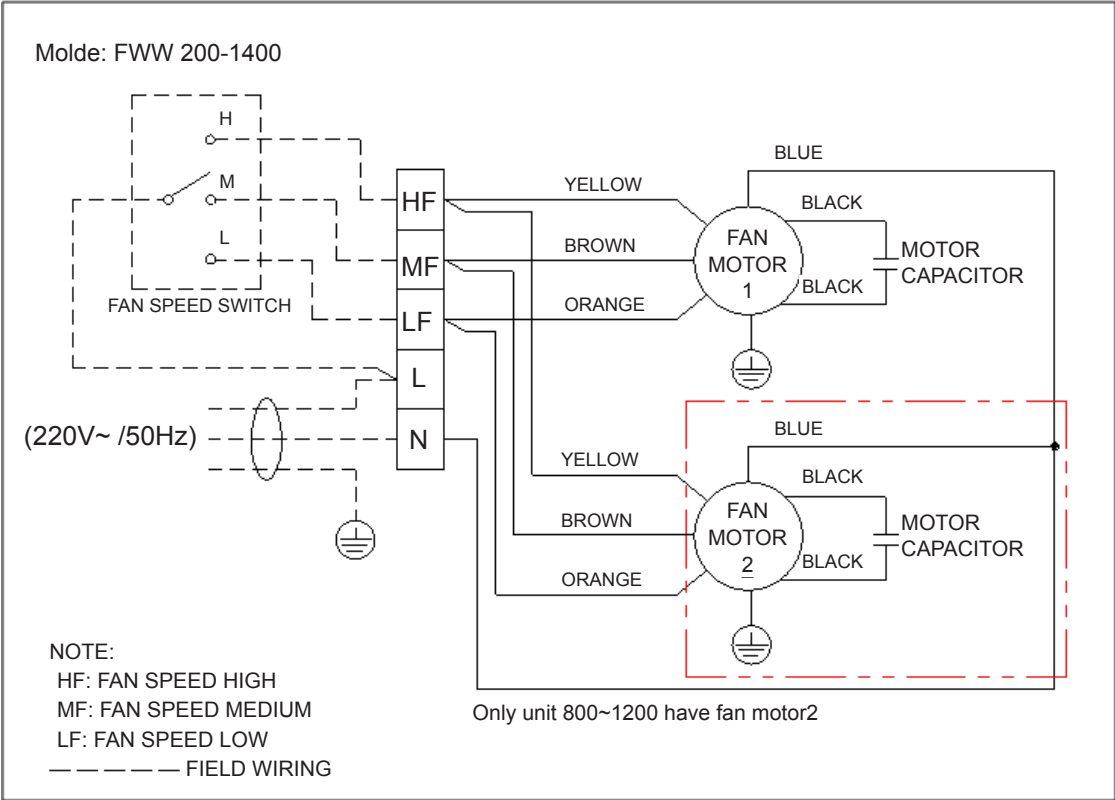 Molde: FWW 200-1400
H
M
L
FAN SPEED SWITCH
HF
MF
LF
L
N
(220V~ /50Hz)
YELLOW
BROWN
ORANGE
BLUE
BLACK
BLACK
FAN
MOTOR
1
MOTOR
CAPACITOR
YELLOW
BROWN
ORANGE
BLUE
BLACK
BLACK
FAN
MOTOR
2
MOTOR
CAPACITOR
Only unit 800~1200 have fan motor2
NOTE:
HF: FAN SPEED HIGH
MF: FAN SPEED MEDIUM
LF: FAN SPEED LOW
FIELD WIRING